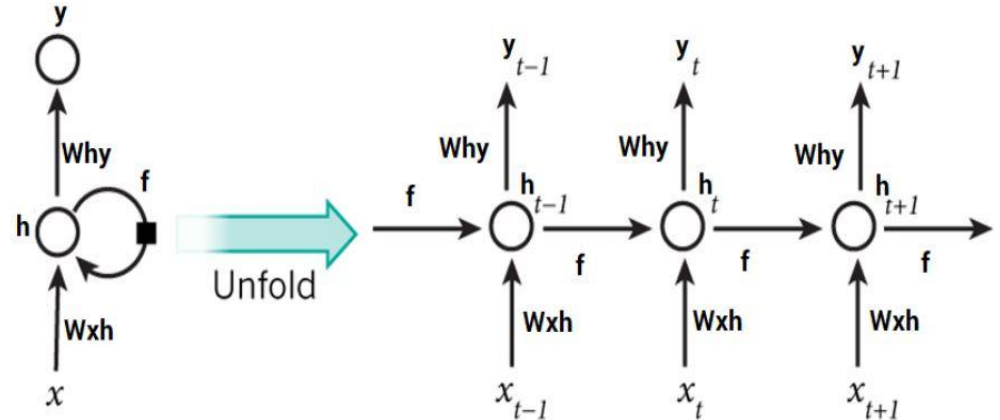 y
Why
f
h
Wxh
x
Unfold
y t−1
y t
y t+1
Why
Why
Why
f
h t−1
h t
h t+1
f
f
f
Wxh
Wxh
Wxh
x t−1
x t
x t+1